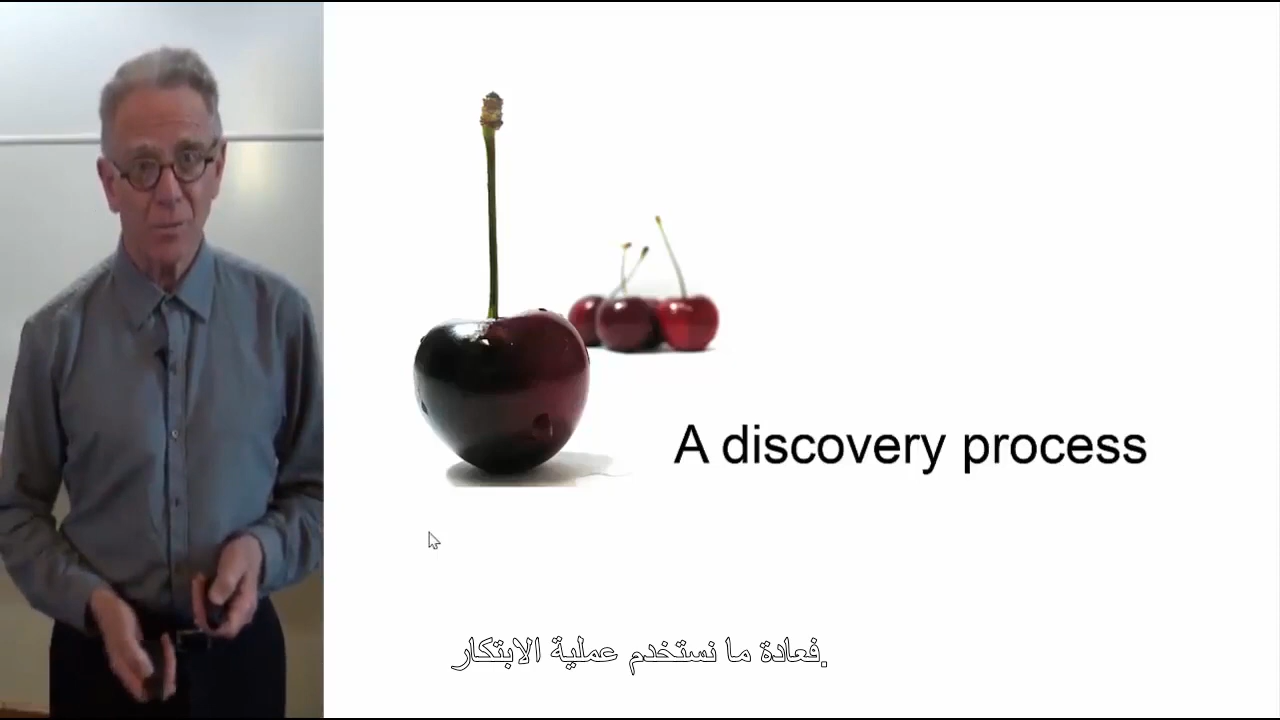 A discovery process
فعادة ما نستخدم عملية الابتكار.